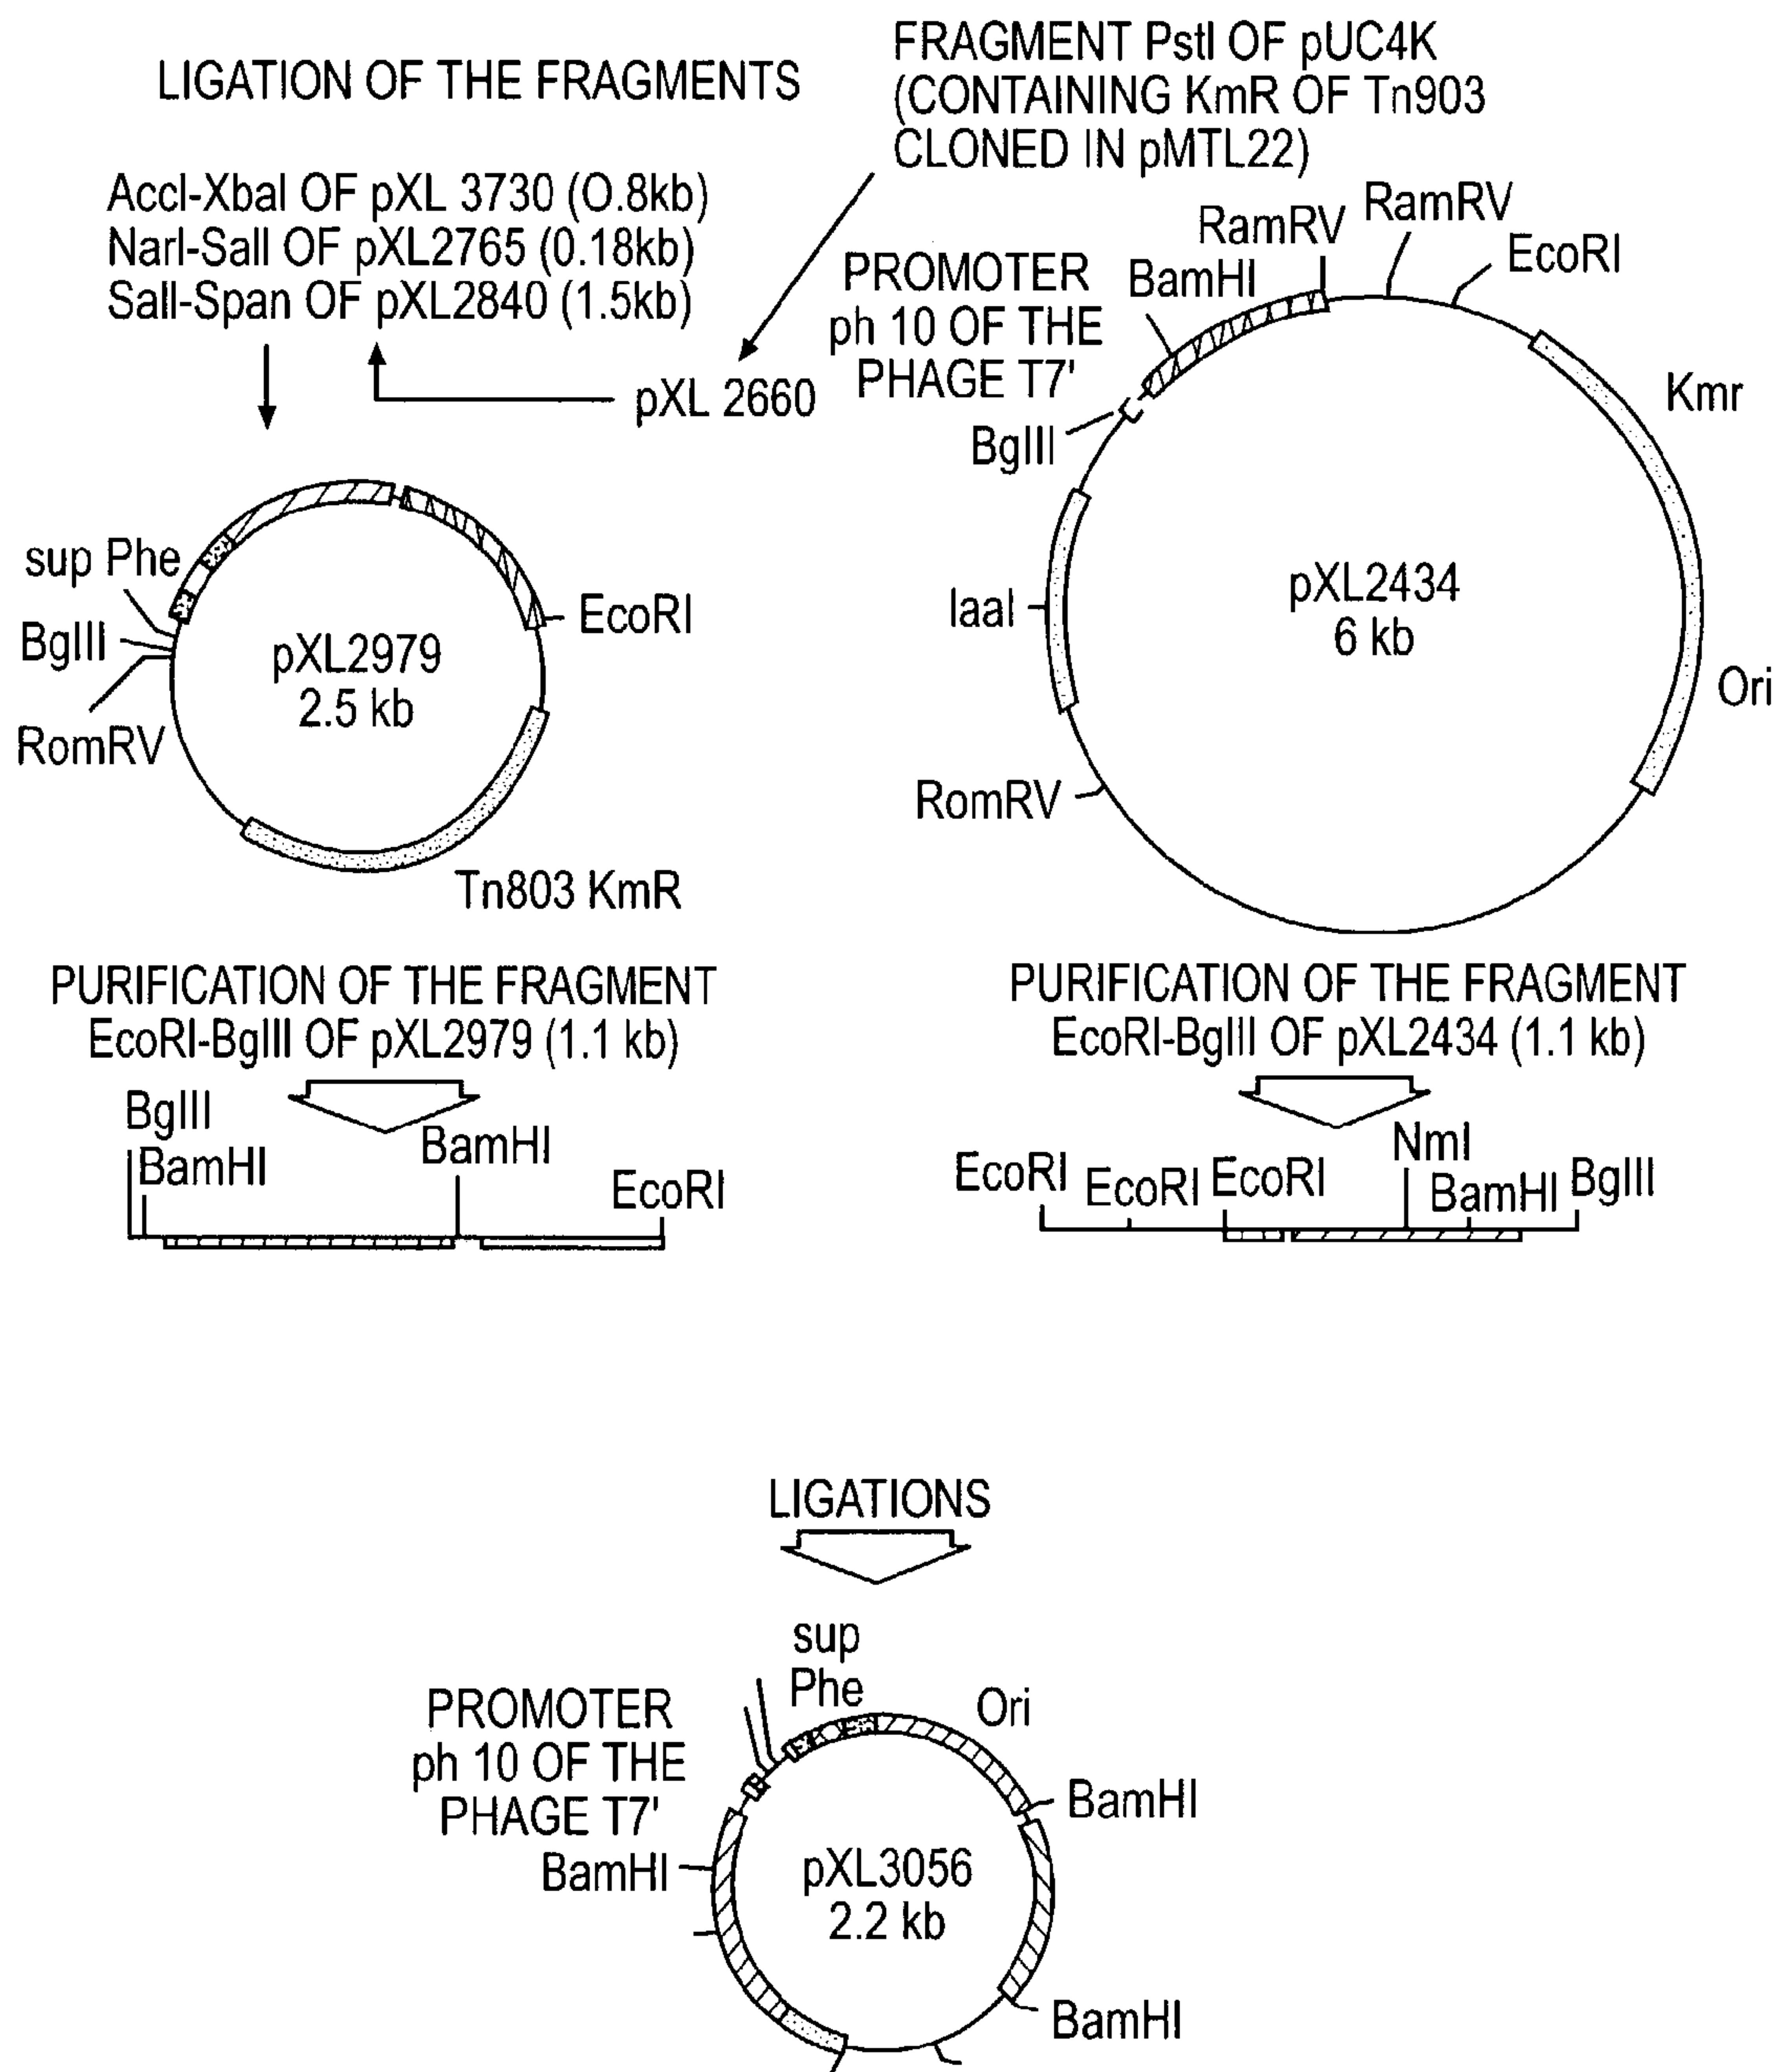 LIGATION OF THE FRAGMENTS
FRAGMENT PstI OF pUC4K
(CONTAINING KmR OF Tn903
CLONED IN pMTL22)
AccI-XbaI OF pXL 3730 (0.8kb)
NarI-SalI OF pXL2765 (0.18kb)
SalI-Span OF pXL2840 (1.5kb)
pXL 2660
PROMOTER
ph 10 OF THE
PHAGE T7'
BamHI
RamRV
RamRV
EcoRI
BglII
Kmr
IaaI
pXL2434
6 kb
Ori
RomRV
sup Phe
BglII
RomRV
pXL2979
2.5 kb
EcoRI
Tn803 KmR
PURIFICATION OF THE FRAGMENT
EcoRI-BglII OF pXL2979 (1.1 kb)
BglII
BamHI
BamHI
EcoRI
PURIFICATION OF THE FRAGMENT
EcoRI-BglII OF pXL2434 (1.1 kb)
EcoRI
EcoRI
EcoRI
NmI
BamHI
BglII
LIGATIONS
sup
Phe
Ori
PROMOTER
ph 10 OF THE
PHAGE T7'
BamHI
BamHI
pXL3056
2.2 kb
BamHI